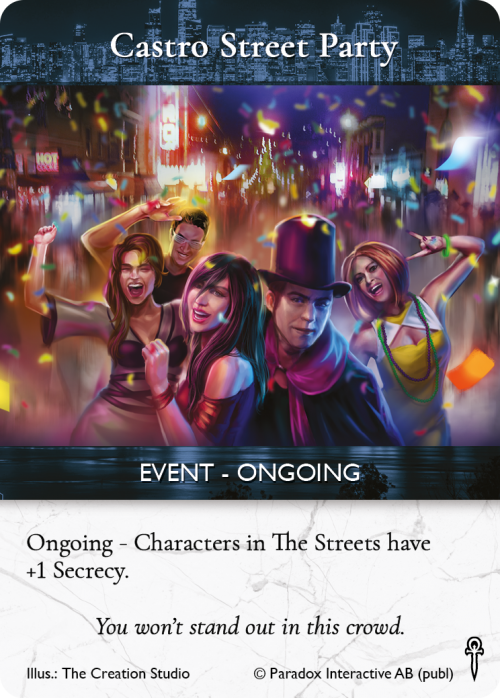 Castro Street Party
HOT
EVENT - ONGOING
Ongoing - Characters in The Streets have
+1 Secrecy.
You won't stand out in this crowd.
Illus.: The Creation Studio © Paradox Interactive AB (publ)